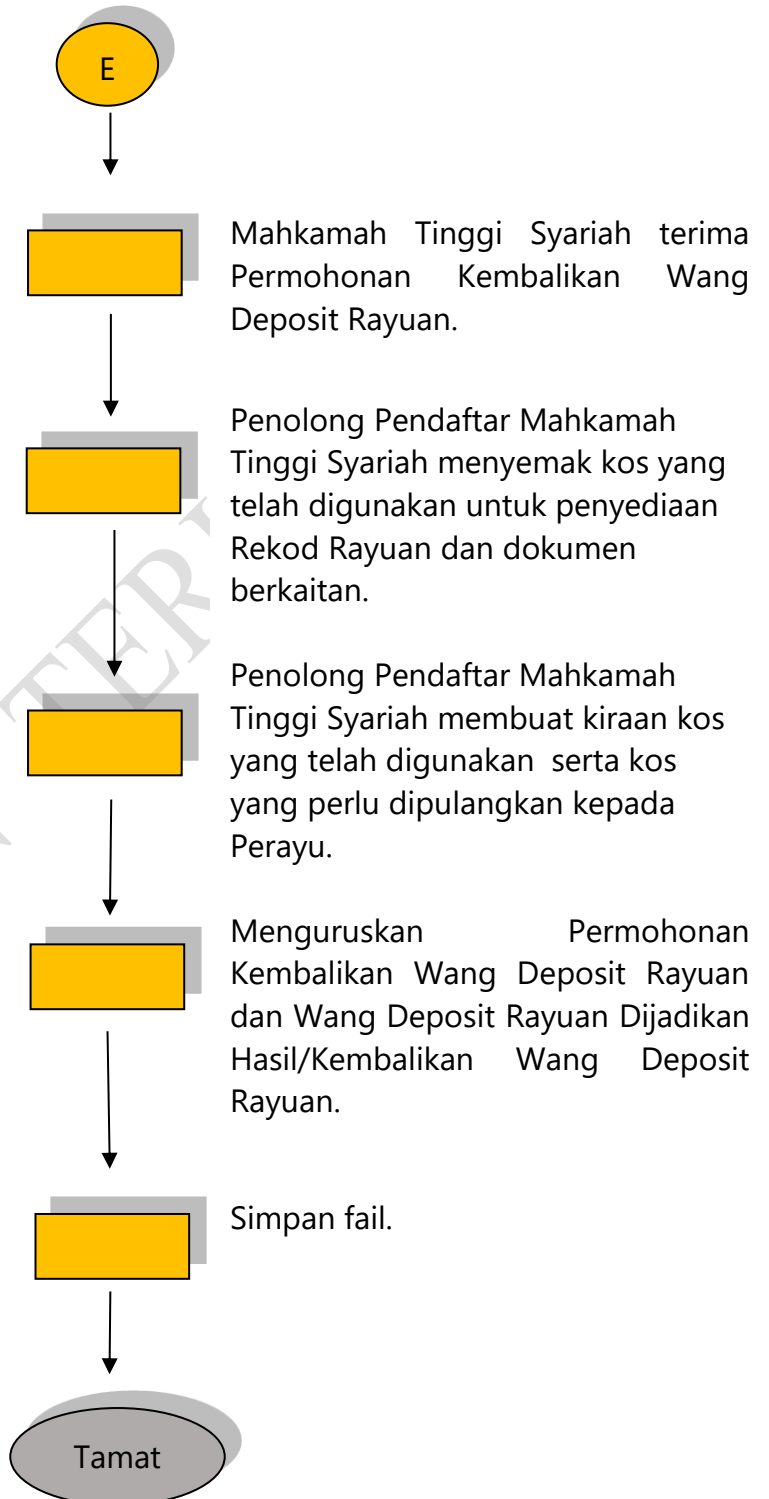 E
Mahkamah Tinggi Syariah terima
Permohonan Kembalikan Wang
Deposit Rayuan.
Penolong Pendaftar Mahkamah
Tinggi Syariah menyemak kos yang
telah digunakan untuk penyediaan
Rekod Rayuan dan dokumen
berkaitan.
Penolong Pendaftar Mahkamah
Tinggi Syariah membuat kiraan kos
yang telah digunakan serta kos
yang perlu dipulangkan kepada
Perayu.
Menguruskan Permohonan
Kembalikan Wang Deposit Rayuan
dan Wang Deposit Rayuan Dijadikan
Hasil/Kembalikan Wang Deposit
Rayuan.
Simpan fail.
Tamat